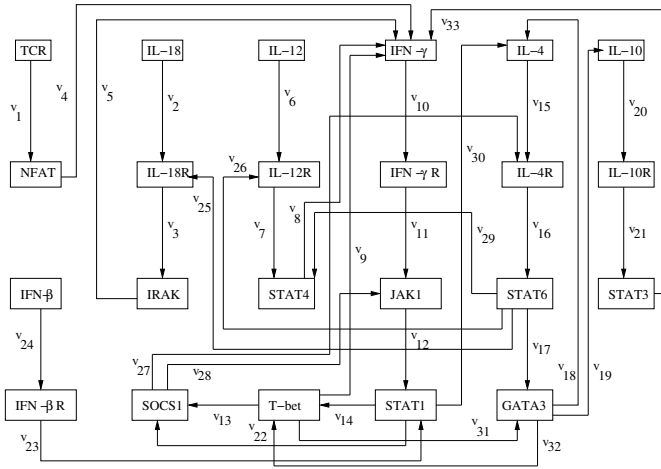 v33
TCR
IL-18
IL-12
IFN-γ
IL-4
IL-10
v4
v5
v1
v2
v6
v10
v15
v20
v30
v26
NFAT
IL-18R
IL-12R
IFN-γ R
IL-4R
IL-10R
v25
v3
v7
v8
v9
v11
v29
v16
v21
IFN-β
IRAK
STAT4
JAK1
STAT6
STAT3
v24
v27
v28
v12
v17
v18
v19
IFN-β R
SOCS1
T-bet
STAT1
GATA3
v13
v14
v23
v22
v31
v32